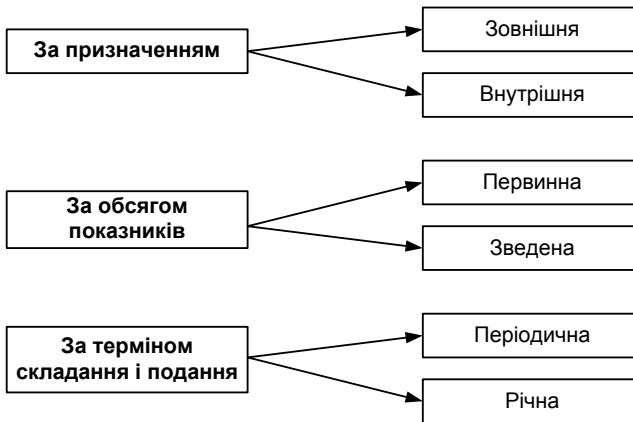 За призначенням
Зовнішня
Внутрішня
За обсягом
показників
Первинна
Зведена
За терміном
складання і подання
Періодична
Річна